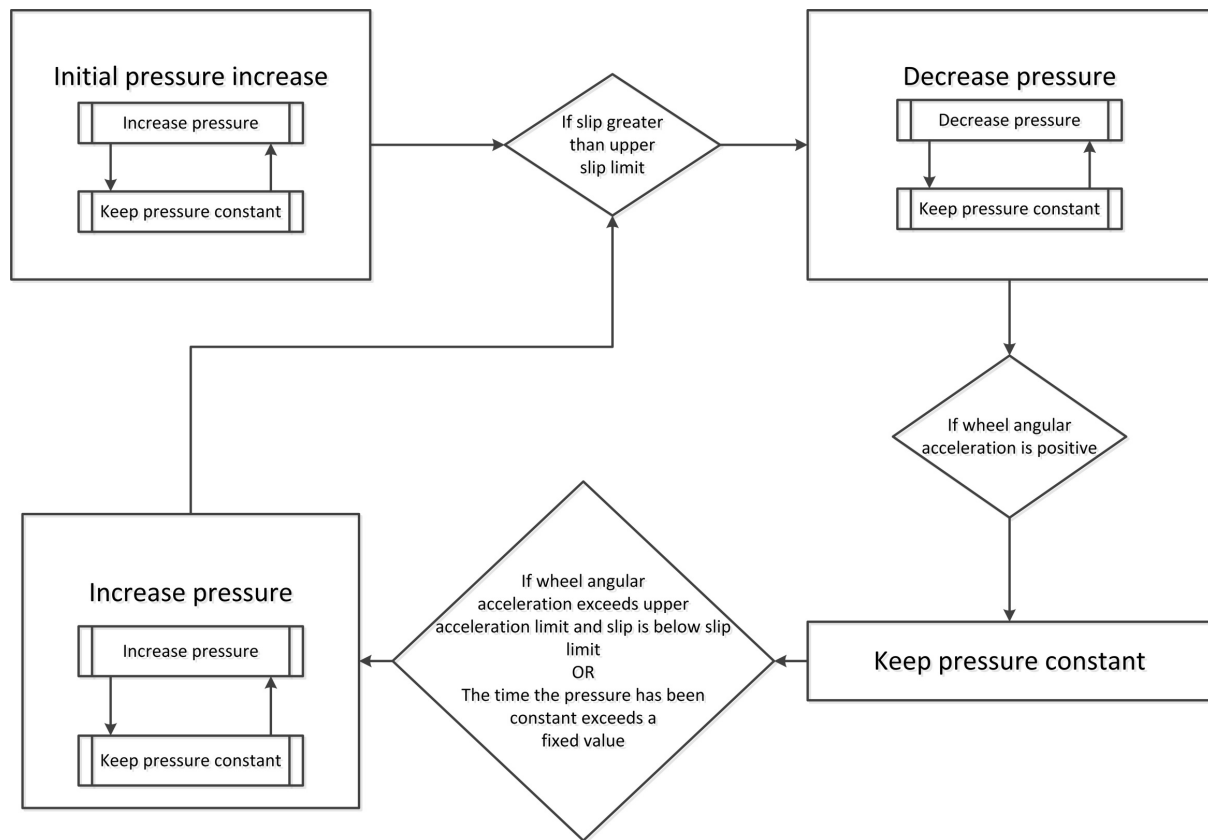 Initial pressure increase
Increase pressure
Keep pressure constant
If slip greater
than upper
slip limit
Decrease pressure
Decrease pressure
Keep pressure constant
If wheel angular
acceleration is positive
Keep pressure constant
If wheel angular
acceleration exceeds upper
acceleration limit and slip is below slip
limit
OR
The time the pressure has been
constant exceeds a
fixed value
Increase pressure
Increase pressure
Keep pressure constant